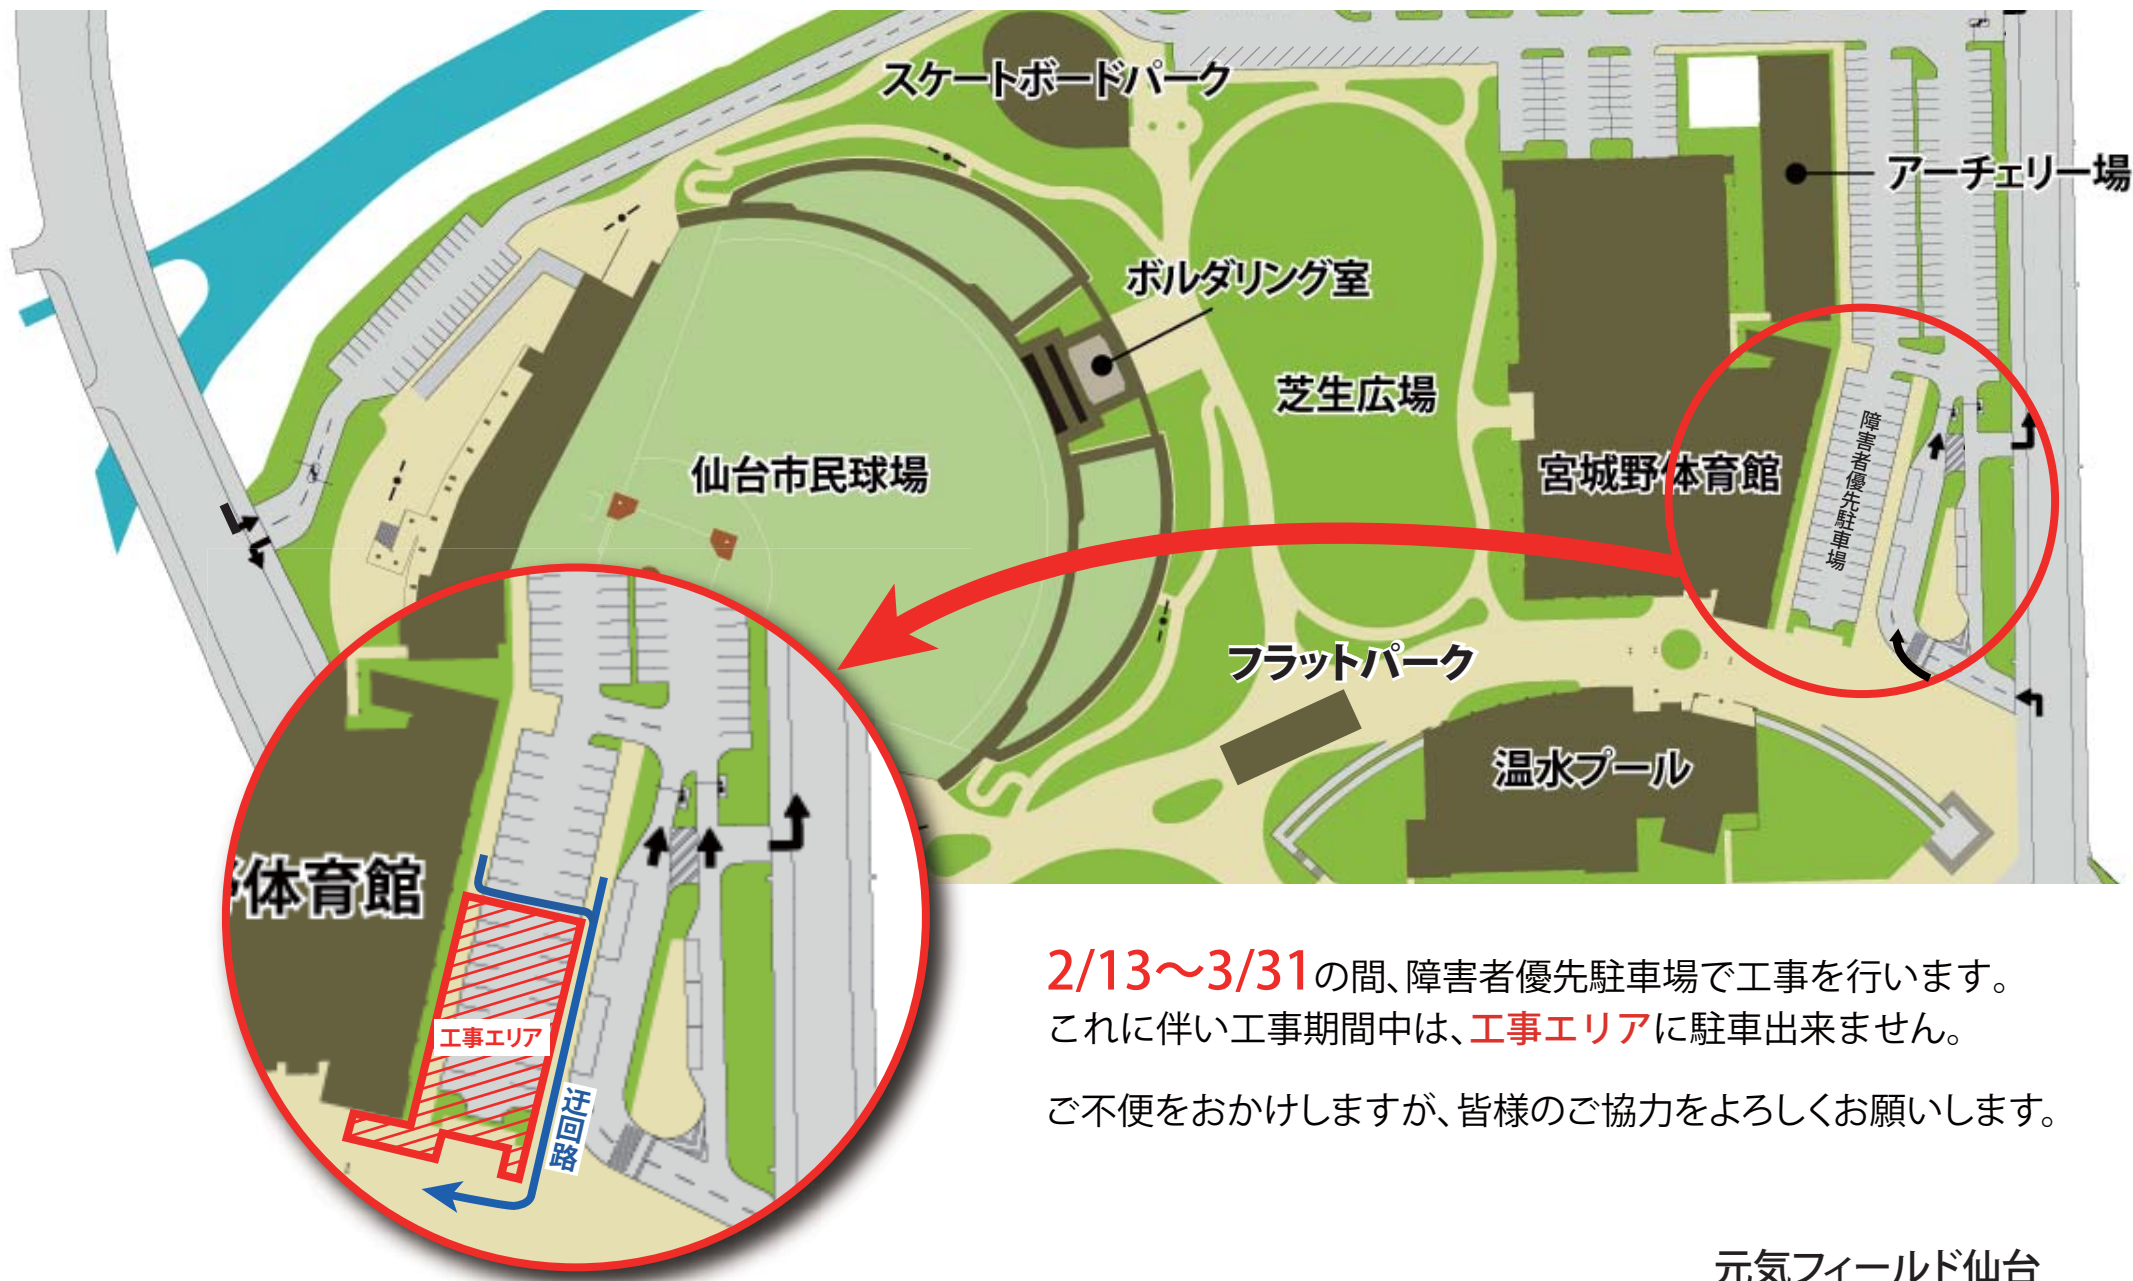 スケートボードパーク
アーチェリー場
ボルダリング室
芝生広場
障害者優先駐車場
仙台市民球場
宮城野体育館
フラットパーク
温水プール
体育館
工事エリア
迂回路
2/13～3/31の間、障害者優先駐車場で工事を行います。
これに伴い工事期間中は、工事エリアに駐車出来ません。
ご不便をおかけしますが、皆様のご協力をよろしくお願いします。
元気フィールド仙台